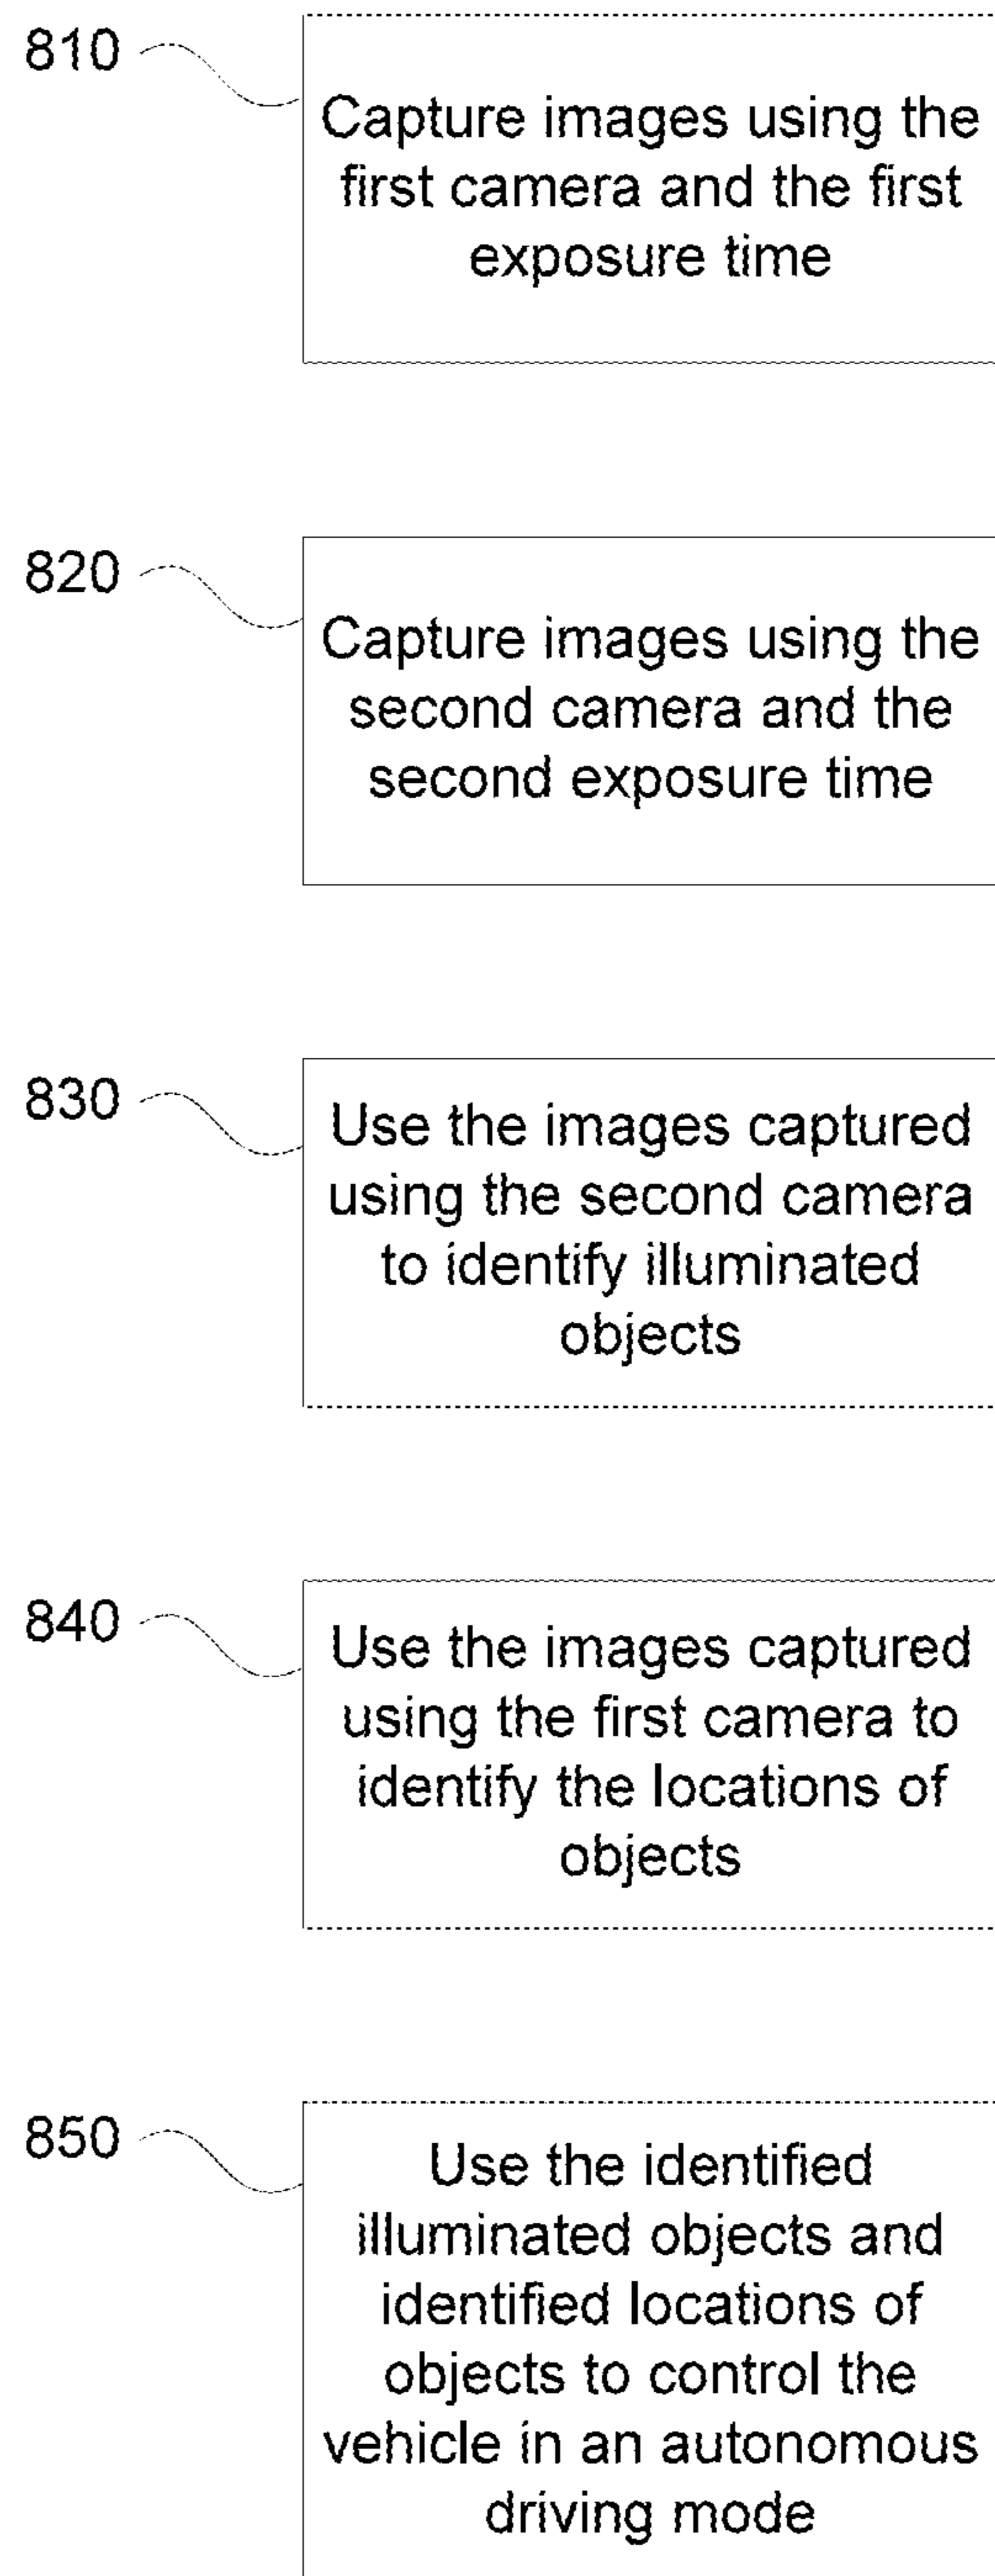 810
Capture images using the
first camera and the first
exposure time
820
Capture images using the
second camera and the
second exposure time
830
Use the images captured
using the second camera
to identify illuminated
objects
840
Use the images captured
using the first camera to
identify the locations of
objects
850
Use the identified
illuminated objects and
identified locations of
objects to control the
vehicle in an autonomous
driving mode